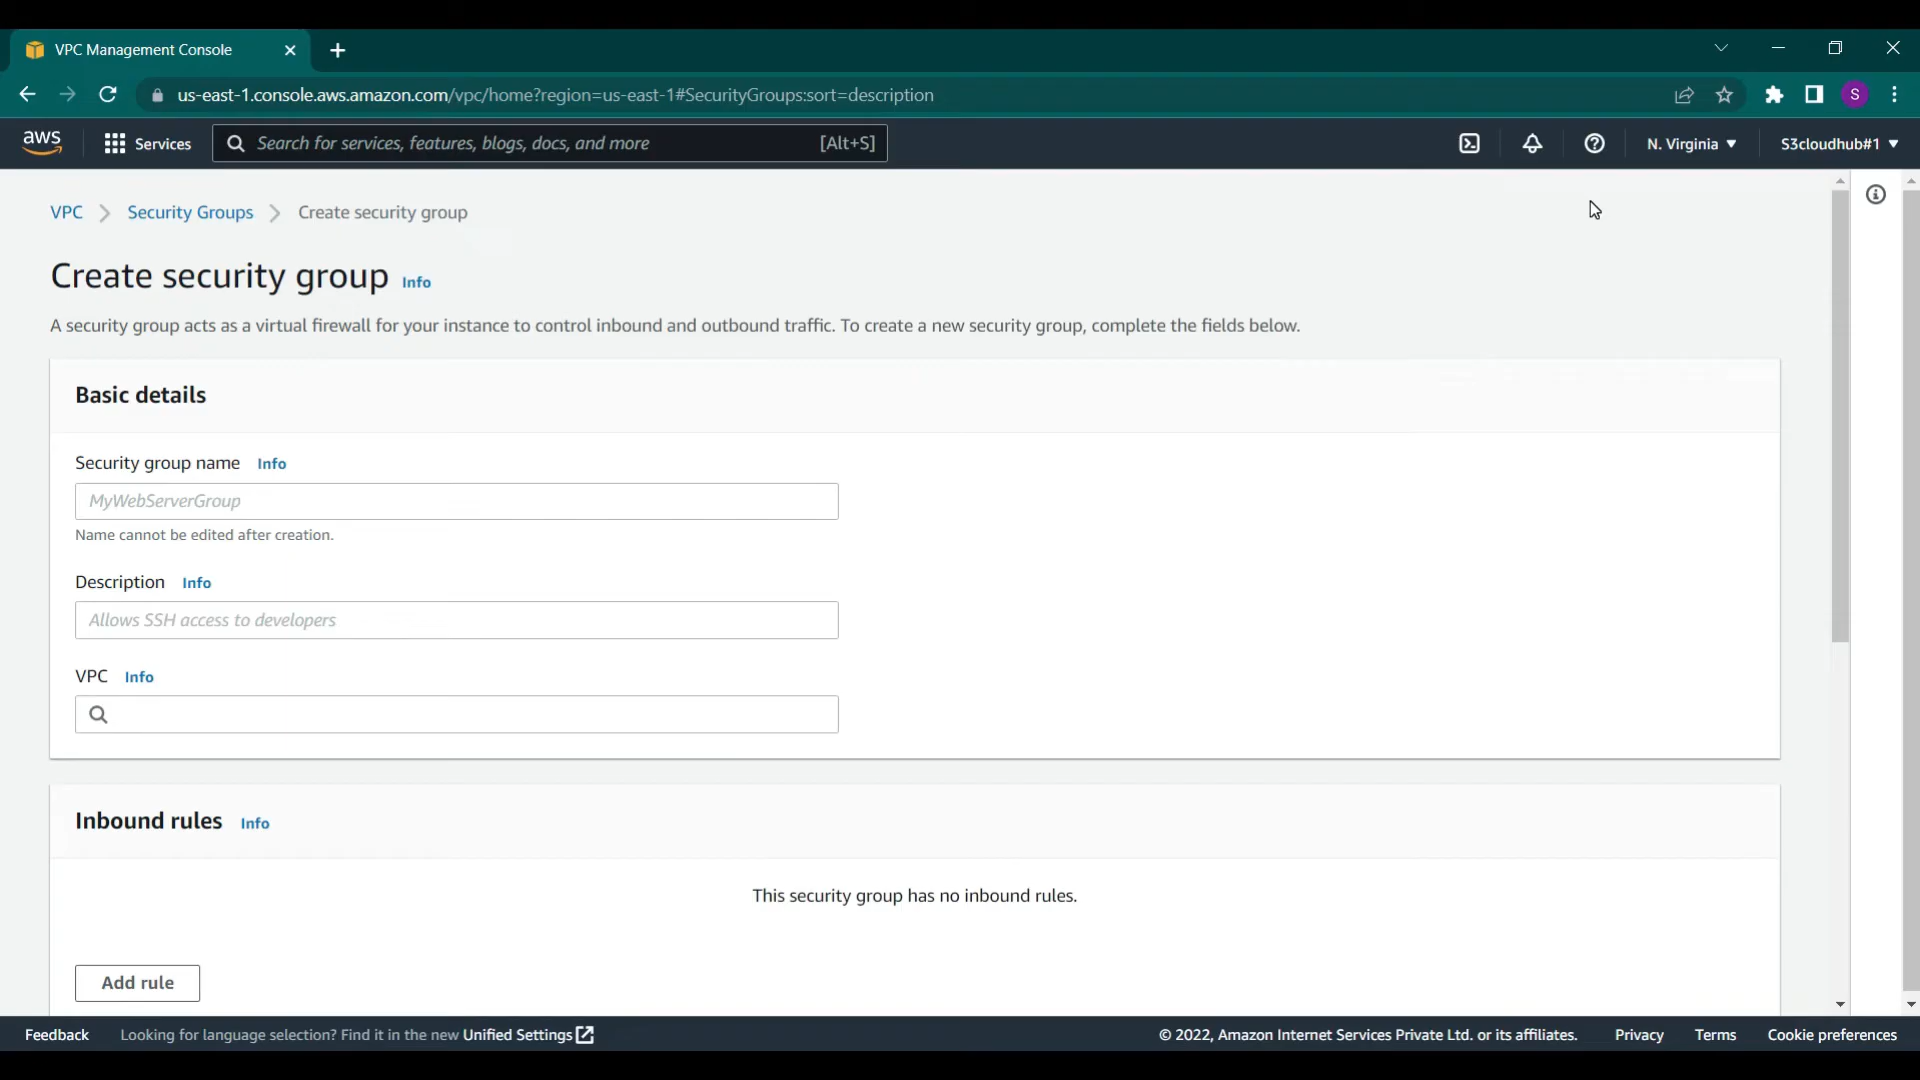 VPC Management Console
us-east-1.console.aws.amazon.com/vpc/home?region=us-east-1#SecurityGroups:sort=description
S
aws
Services
Search for services, features, blogs, docs, and more
[Alt+S]
N. Virginia
S3cloudhub#1
VPC
Security Groups
Create security group
Create security group Info
A security group acts as a virtual firewall for your instance to control inbound and outbound traffic. To create a new security group, complete the fields below.
Basic details
Security group name Info
MyWebServerGroup
Name cannot be edited after creation.
Description Info
Allows SSH access to developers
VPC Info
Inbound rules Info
This security group has no inbound rules.
Add rule
Feedback
Looking for language selection? Find it in the new Unified Settings
© 2022, Amazon Internet Services Private Ltd. or its affiliates.
Privacy
Terms
Cookie preferences